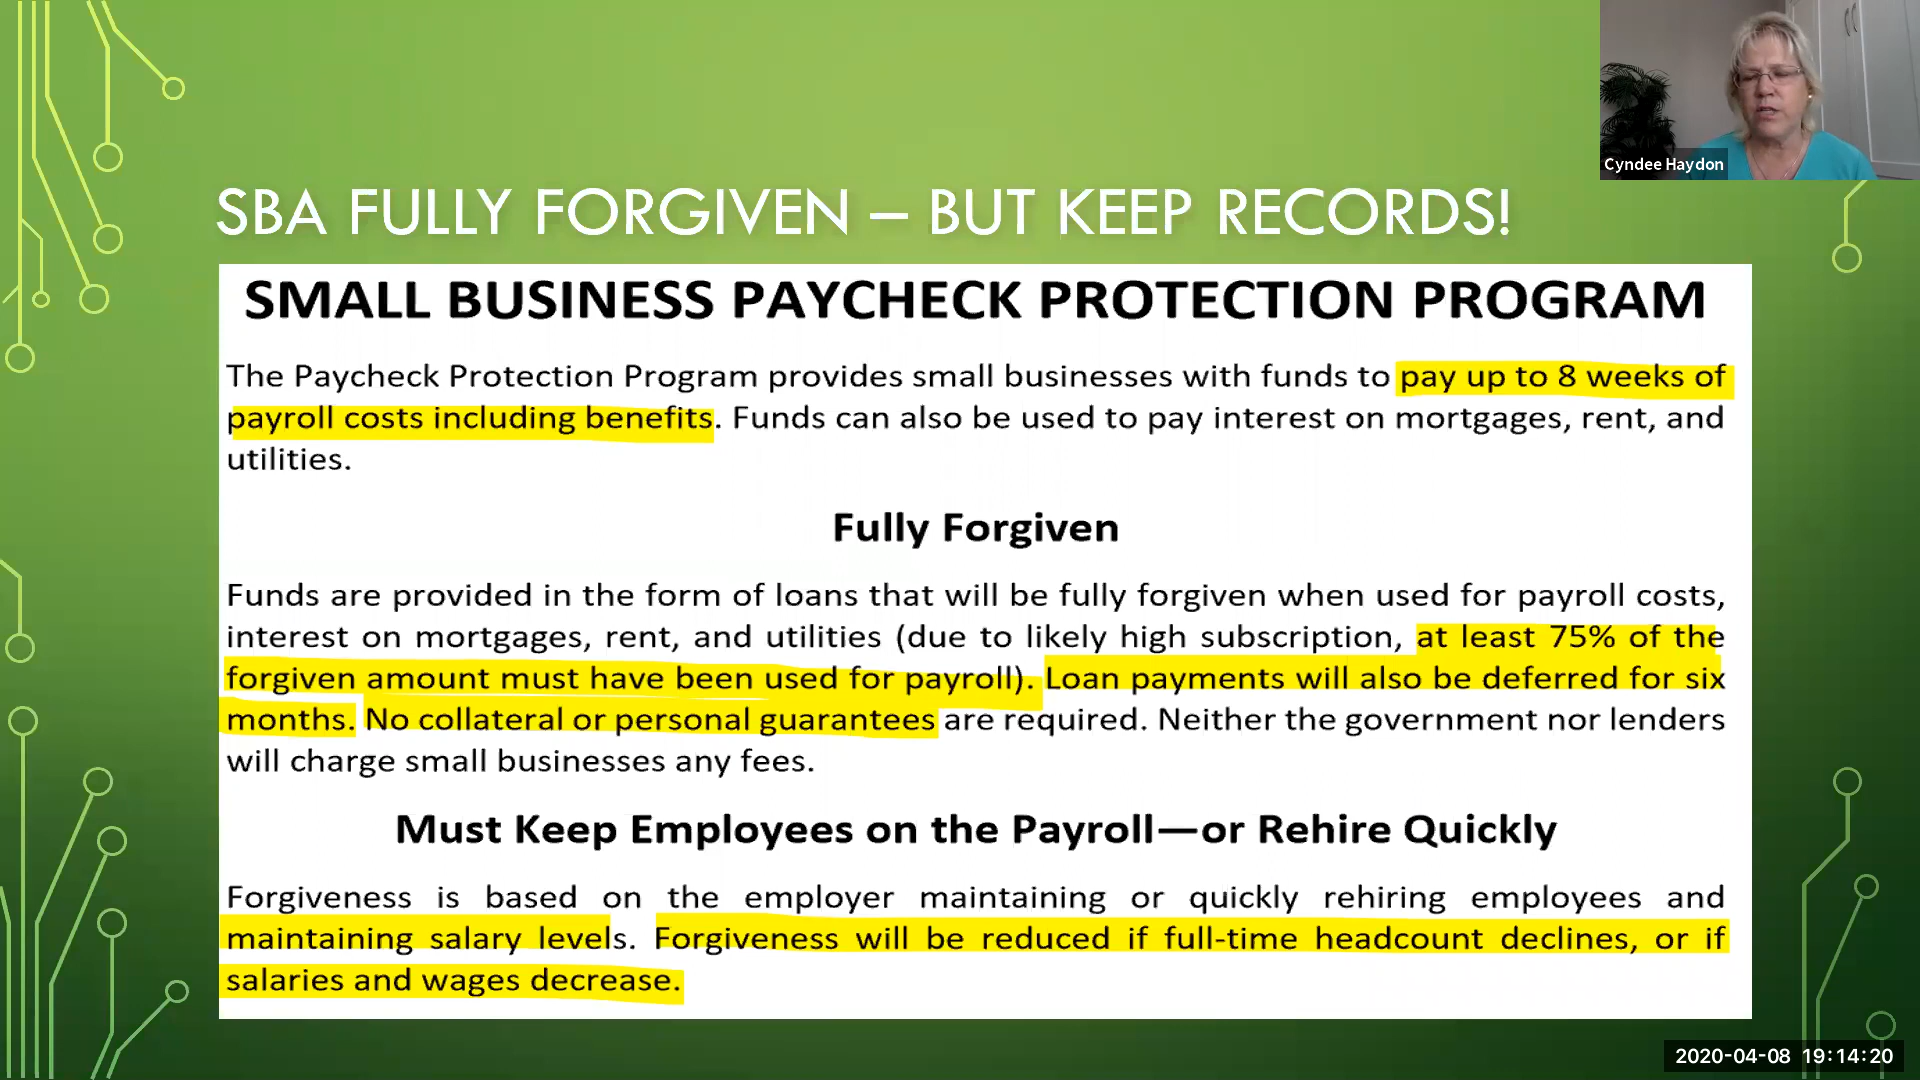 Cyndee Haydon
SBA FULLY FORGIVEN – BUT KEEP RECORDS!
SMALL BUSINESS PAYCHECK PROTECTION PROGRAM
The Paycheck Protection Program provides small businesses with funds to pay up to 8 weeks of
payroll costs including benefits. Funds can also be used to pay interest on mortgages, rent, and
utilities.
Fully Forgiven
Funds are provided in the form of loans that will be fully forgiven when used for payroll costs,
interest on mortgages, rent, and utilities (due to likely high subscription, at least 75% of the
forgiven amount must have been used for payroll). Loan payments will also be deferred for six
months. No collateral or personal guarantees are required. Neither the government nor lenders
will charge small businesses any fees.
Must Keep Employees on the Payroll—or Rehire Quickly
Forgiveness is based on the employer maintaining or quickly rehiring employees and
maintaining salary levels. Forgiveness will be reduced if full-time headcount declines, or if
salaries and wages decrease.
2020-04-08 19:14:20